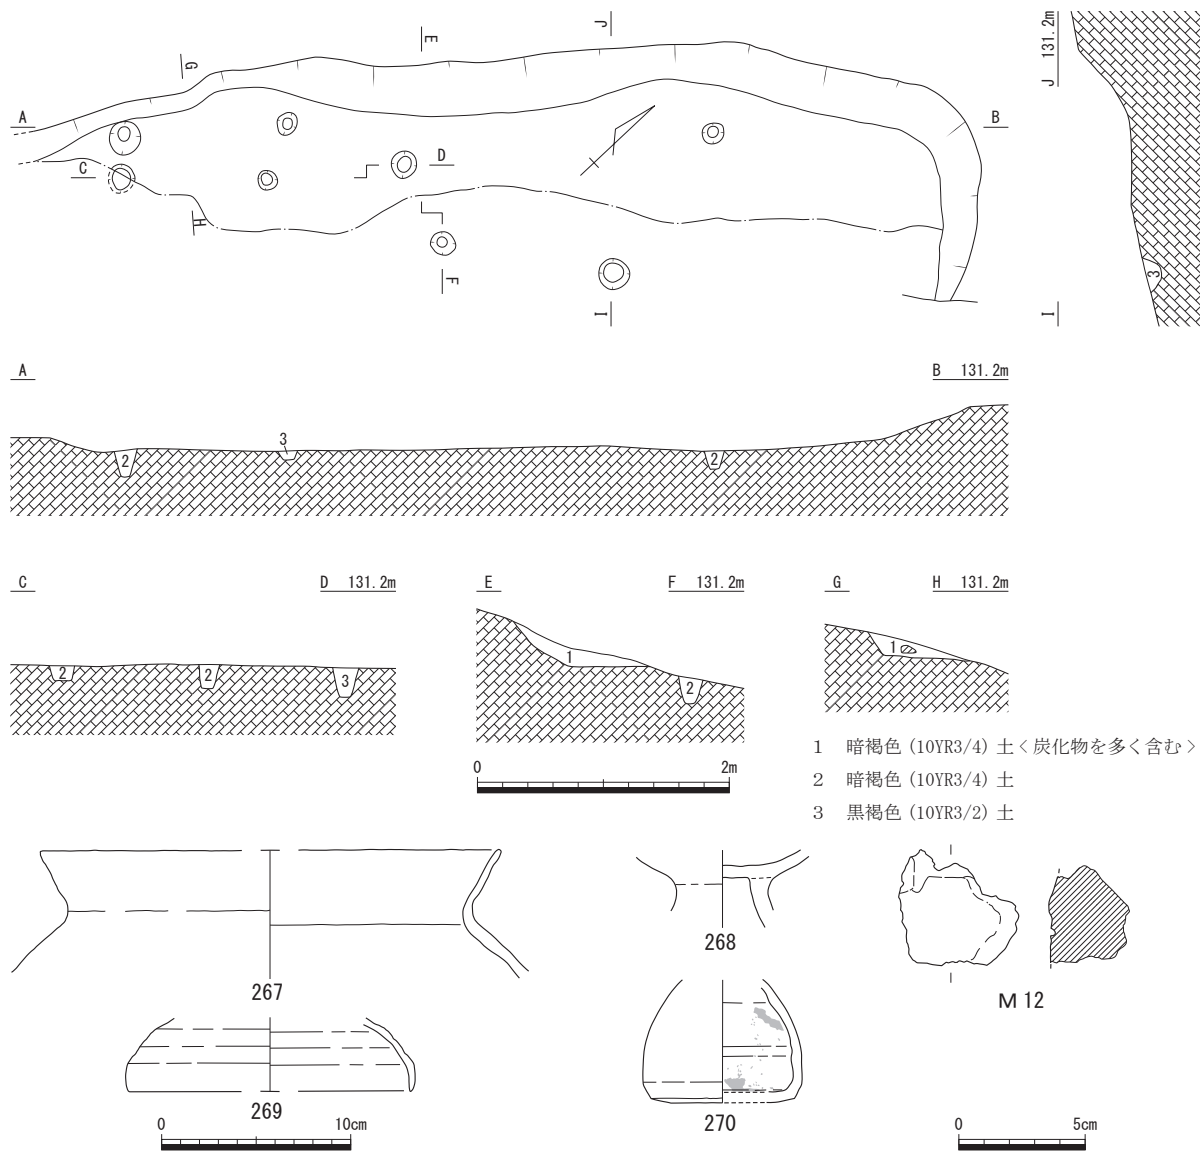 J
E
G
A
B
C
D
H
F
I
J 131.2m
3
I
A
B 131.2m
3
2
2
C
D 131.2m
E
F 131.2m
G
H 131.2m
2
2
3
1
2
1
0
2m
1 暗褐色 (10YR3/4) 土<炭化物を多く含む>
2 暗褐色 (10YR3/4) 土
3 黒褐色 (10YR3/2) 土
267
268
M 12
269
270
0
10cm
0
5cm